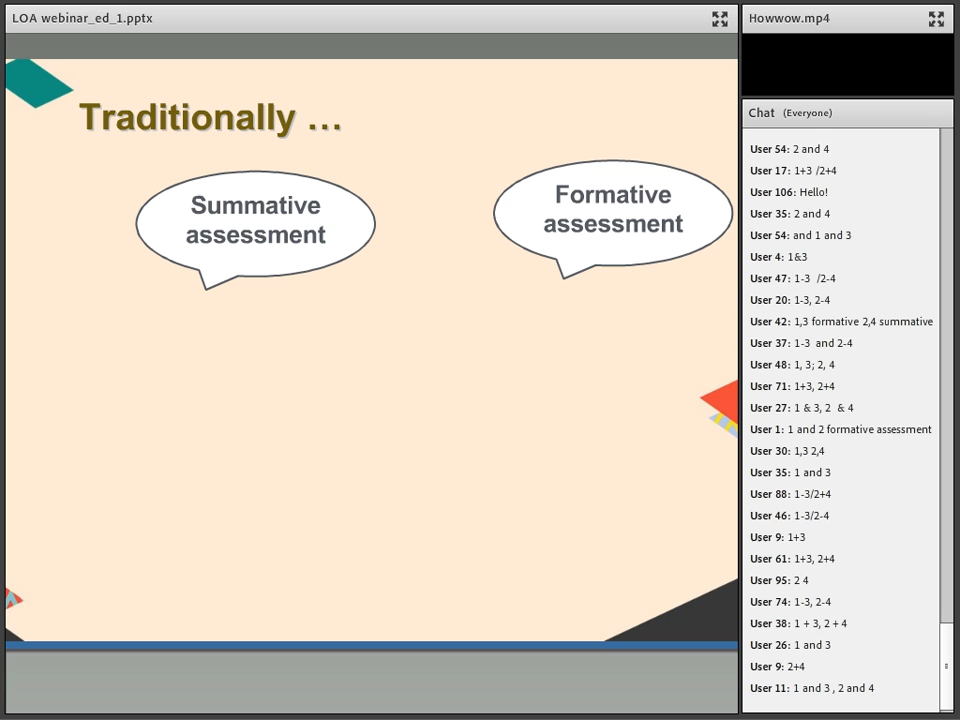 LOA webinar_ed_1.pptx
Traditionally …
Summative
assessment
Formative
assessment
Howwow.mp4
Chat (Everyone)
User 54: 2 and 4
User 17: 1+3 /2+4
User 106: Hello!
User 35: 2 and 4
User 54: and 1 and 3
User 4: 1&3
User 47: 1-3 /2-4
User 20: 1-3, 2-4
User 42: 1,3 formative 2,4 summative
User 37: 1-3 and 2-4
User 48: 1, 3; 2, 4
User 71: 1+3, 2+4
User 27: 1 & 3, 2 & 4
User 1: 1 and 2 formative assessment
User 30: 1,3 2,4
User 35: 1 and 3
User 88: 1-3/2+4
User 46: 1-3/2-4
User 9: 1+3
User 61: 1+3, 2+4
User 95: 2 4
User 74: 1-3, 2-4
User 38: 1 + 3, 2 + 4
User 26: 1 and 3
User 9: 2+4
User 11: 1 and 3 , 2 and 4